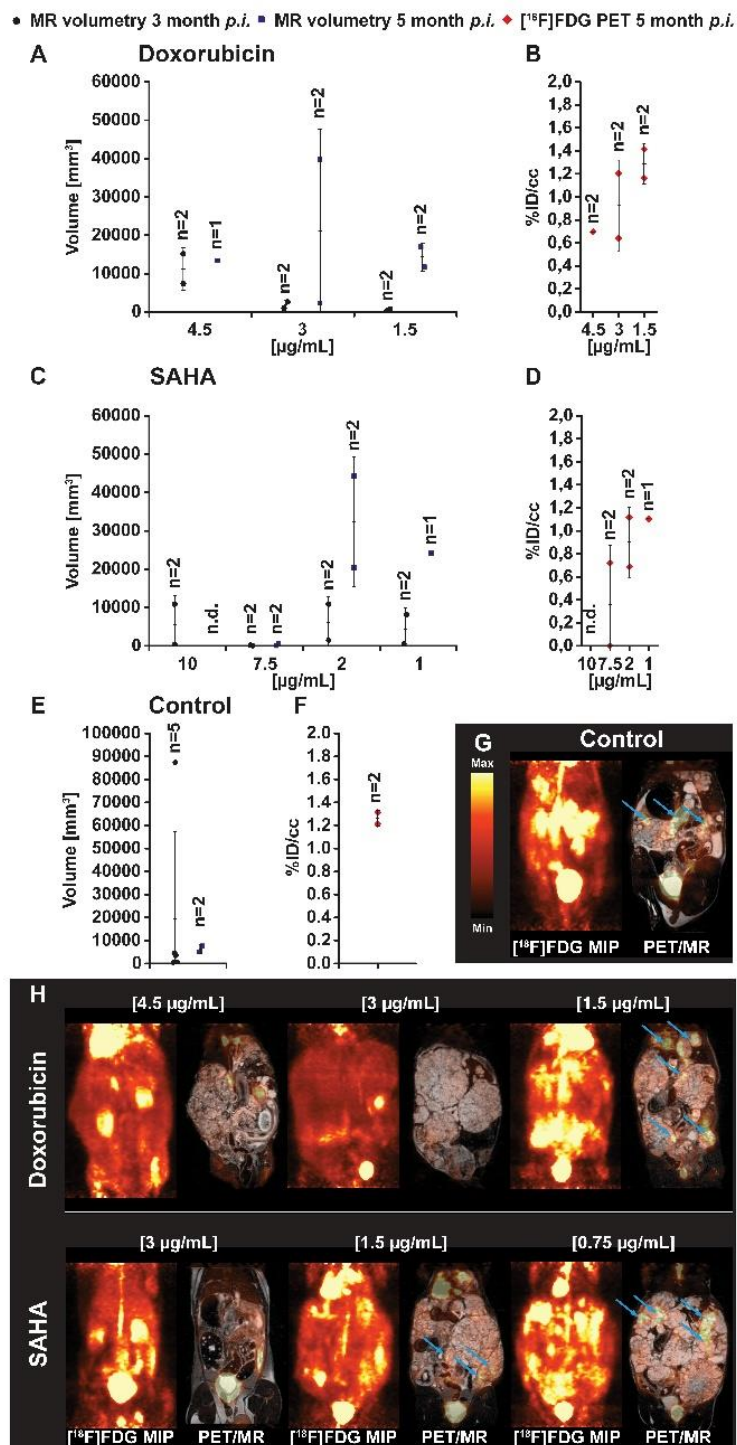 ● MR volumetry 3 month p.i. ■ MR volumetry 5 month p.i. ◆ [¹⁸F]FDG PET 5 month p.i.
A Doxorubicin
Volume [mm³]
60000
50000
40000
30000
20000
10000
0
n=2
n=1
n=2
n=2
n=2
n=2
4.5 3 1.5
[µg/mL]
B
%ID/cc
2,0
1,8
1,6
1,4
1,2
1,0
0,8
0,6
0,4
0,2
0,0
n=2
n=2
n=2
4.5 3 1.5
[µg/mL]
C SAHA
Volume [mm³]
60000
50000
40000
30000
20000
10000
0
n=2
n.d.
n=2
n=2
n=2
n=2
n=2
n=1
10 7.5 2 1
[µg/mL]
D
%ID/cc
2,0
1,8
1,6
1,4
1,2
1,0
0,8
0,6
0,4
0,2
0,0
n.d.
n=2
n=2
n=1
10 7.5 2 1
[µg/mL]
E Control
Volume [mm³]
100000
90000
80000
70000
60000
50000
40000
30000
20000
10000
0
n=5
n=2
F
%ID/cc
2.0
1.8
1.6
1.4
1.2
1.0
0.8
0.6
0.4
0.2
0.0
n=2
G Control
Max
Min
[¹⁸F]FDG MIP PET/MR
H
[4.5 µg/mL] [3 µg/mL] [1.5 µg/mL]
Doxorubicin
[3 µg/mL] [1.5 µg/mL] [0.75 µg/mL]
SAHA
[¹⁸F]FDG MIP PET/MR [¹⁸F]FDG MIP PET/MR [¹⁸F]FDG MIP PET/MR